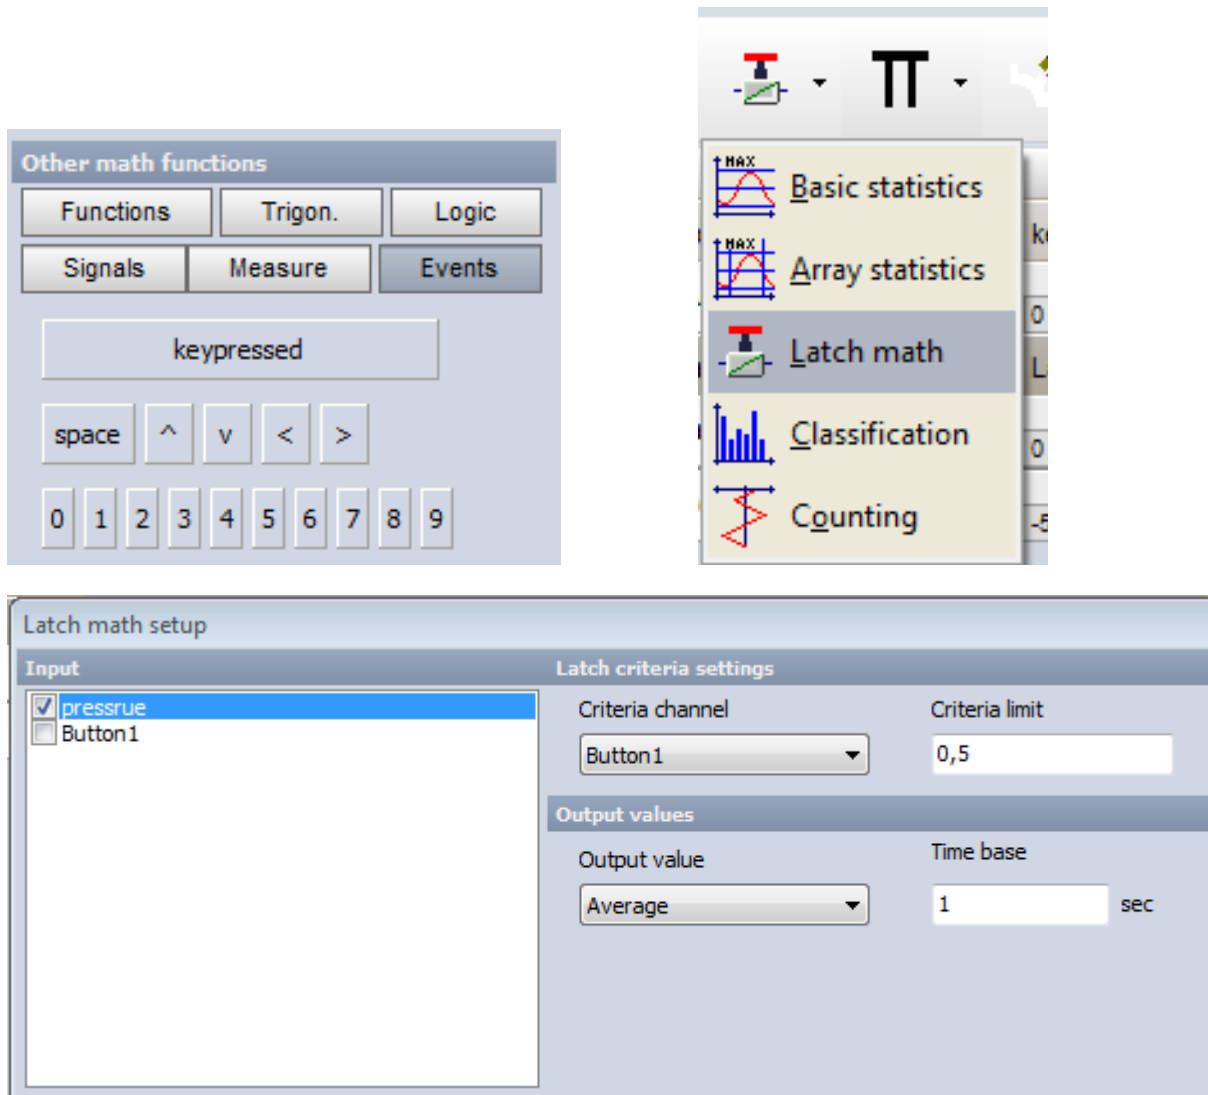 Other math functions
Functions Trigon. Logic
Signals Measure Events
keypressed
space ^ v < >
0 1 2 3 4 5 6 7 8 9
MAX
Basic statistics
MAX
Array statistics
Latch math
Classification
Counting
0
0
Latch math setup
Input
pressrue
Button1
Latch criteria settings
Criteria channel Criteria limit
Button1 0,5
Output values
Output value Time base
Average 1 sec